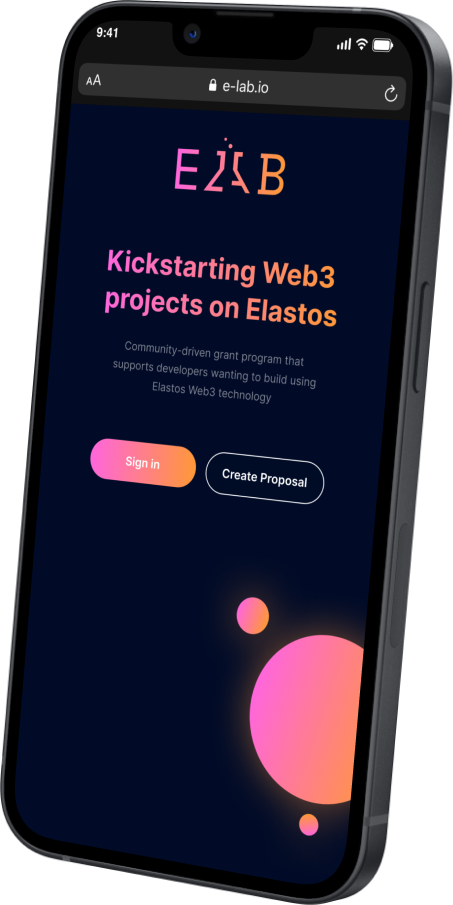 9:41
AA
e-lab.io
ELAB
Kickstarting Web3
projects on Elastos
Community-driven grant program that
supports developers wanting to build using
Elastos Web3 technology
Sign in
Create Proposal